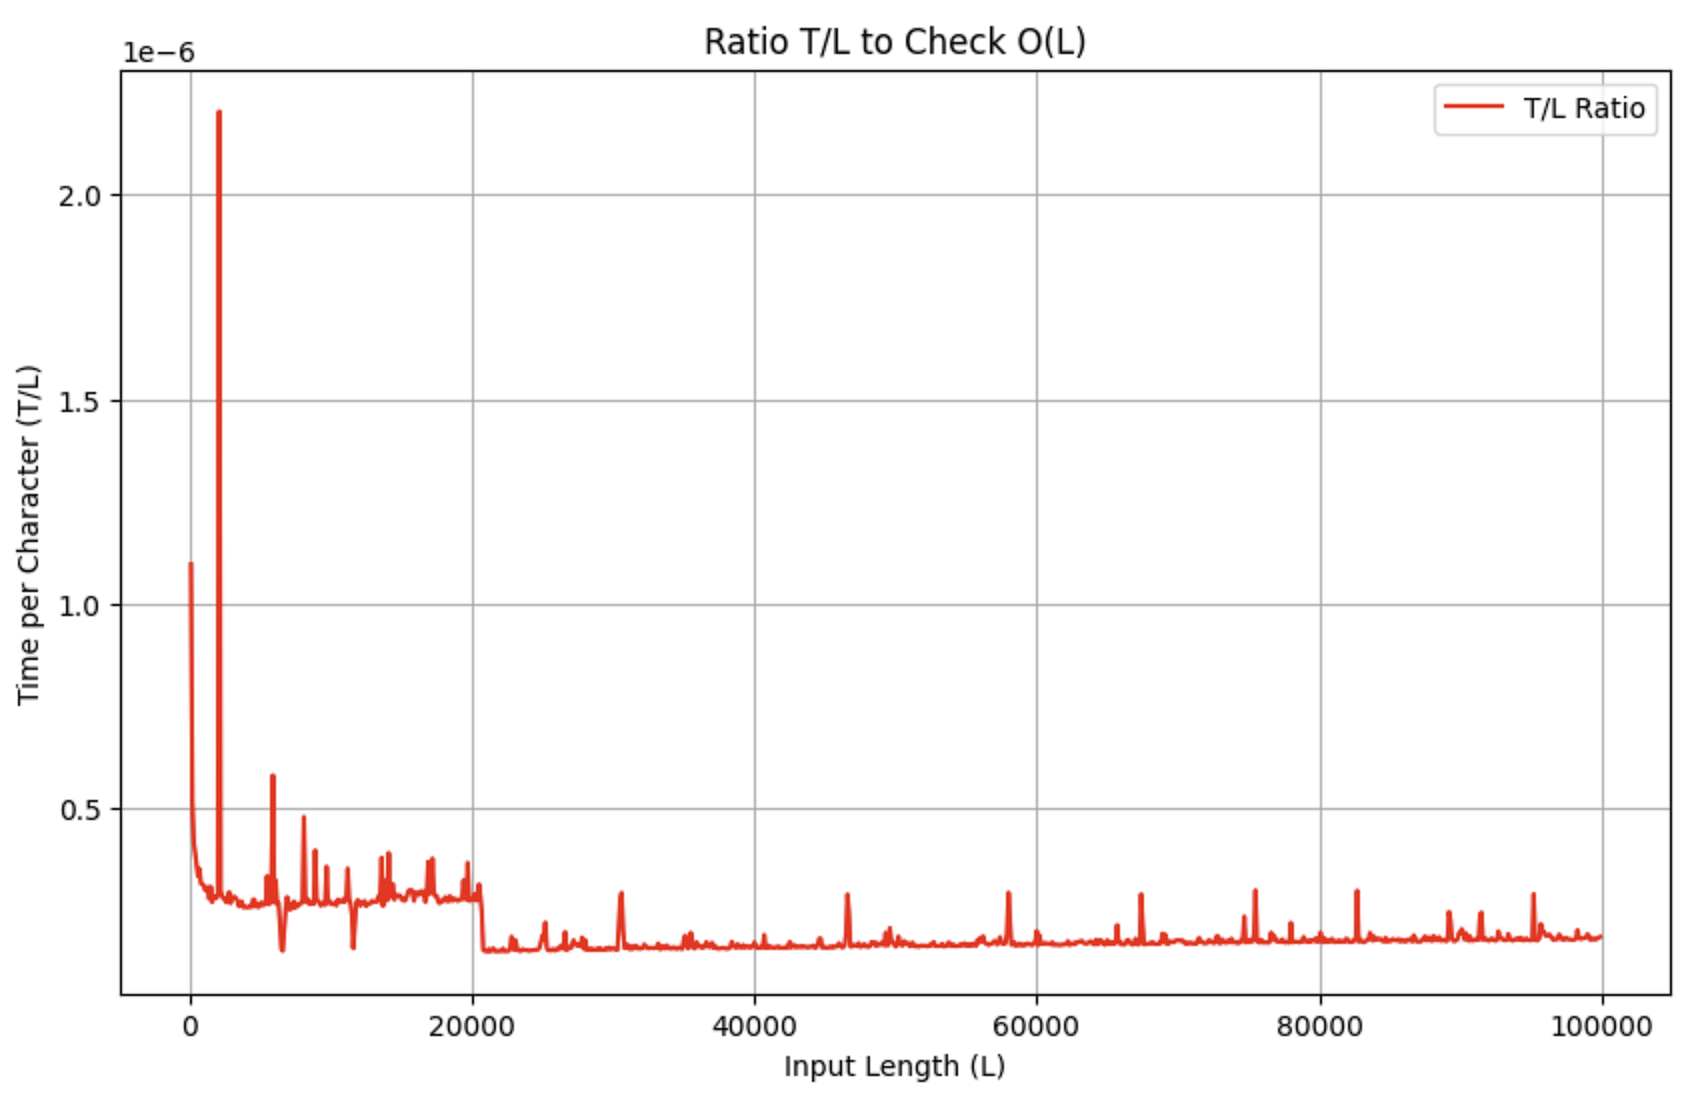 Ratio T/L to Check O(L)
1e−6
T/L Ratio
2.0
1.5
1.0
0.5
Time per Character (T/L)
0 20000 40000 60000 80000 100000
Input Length (L)